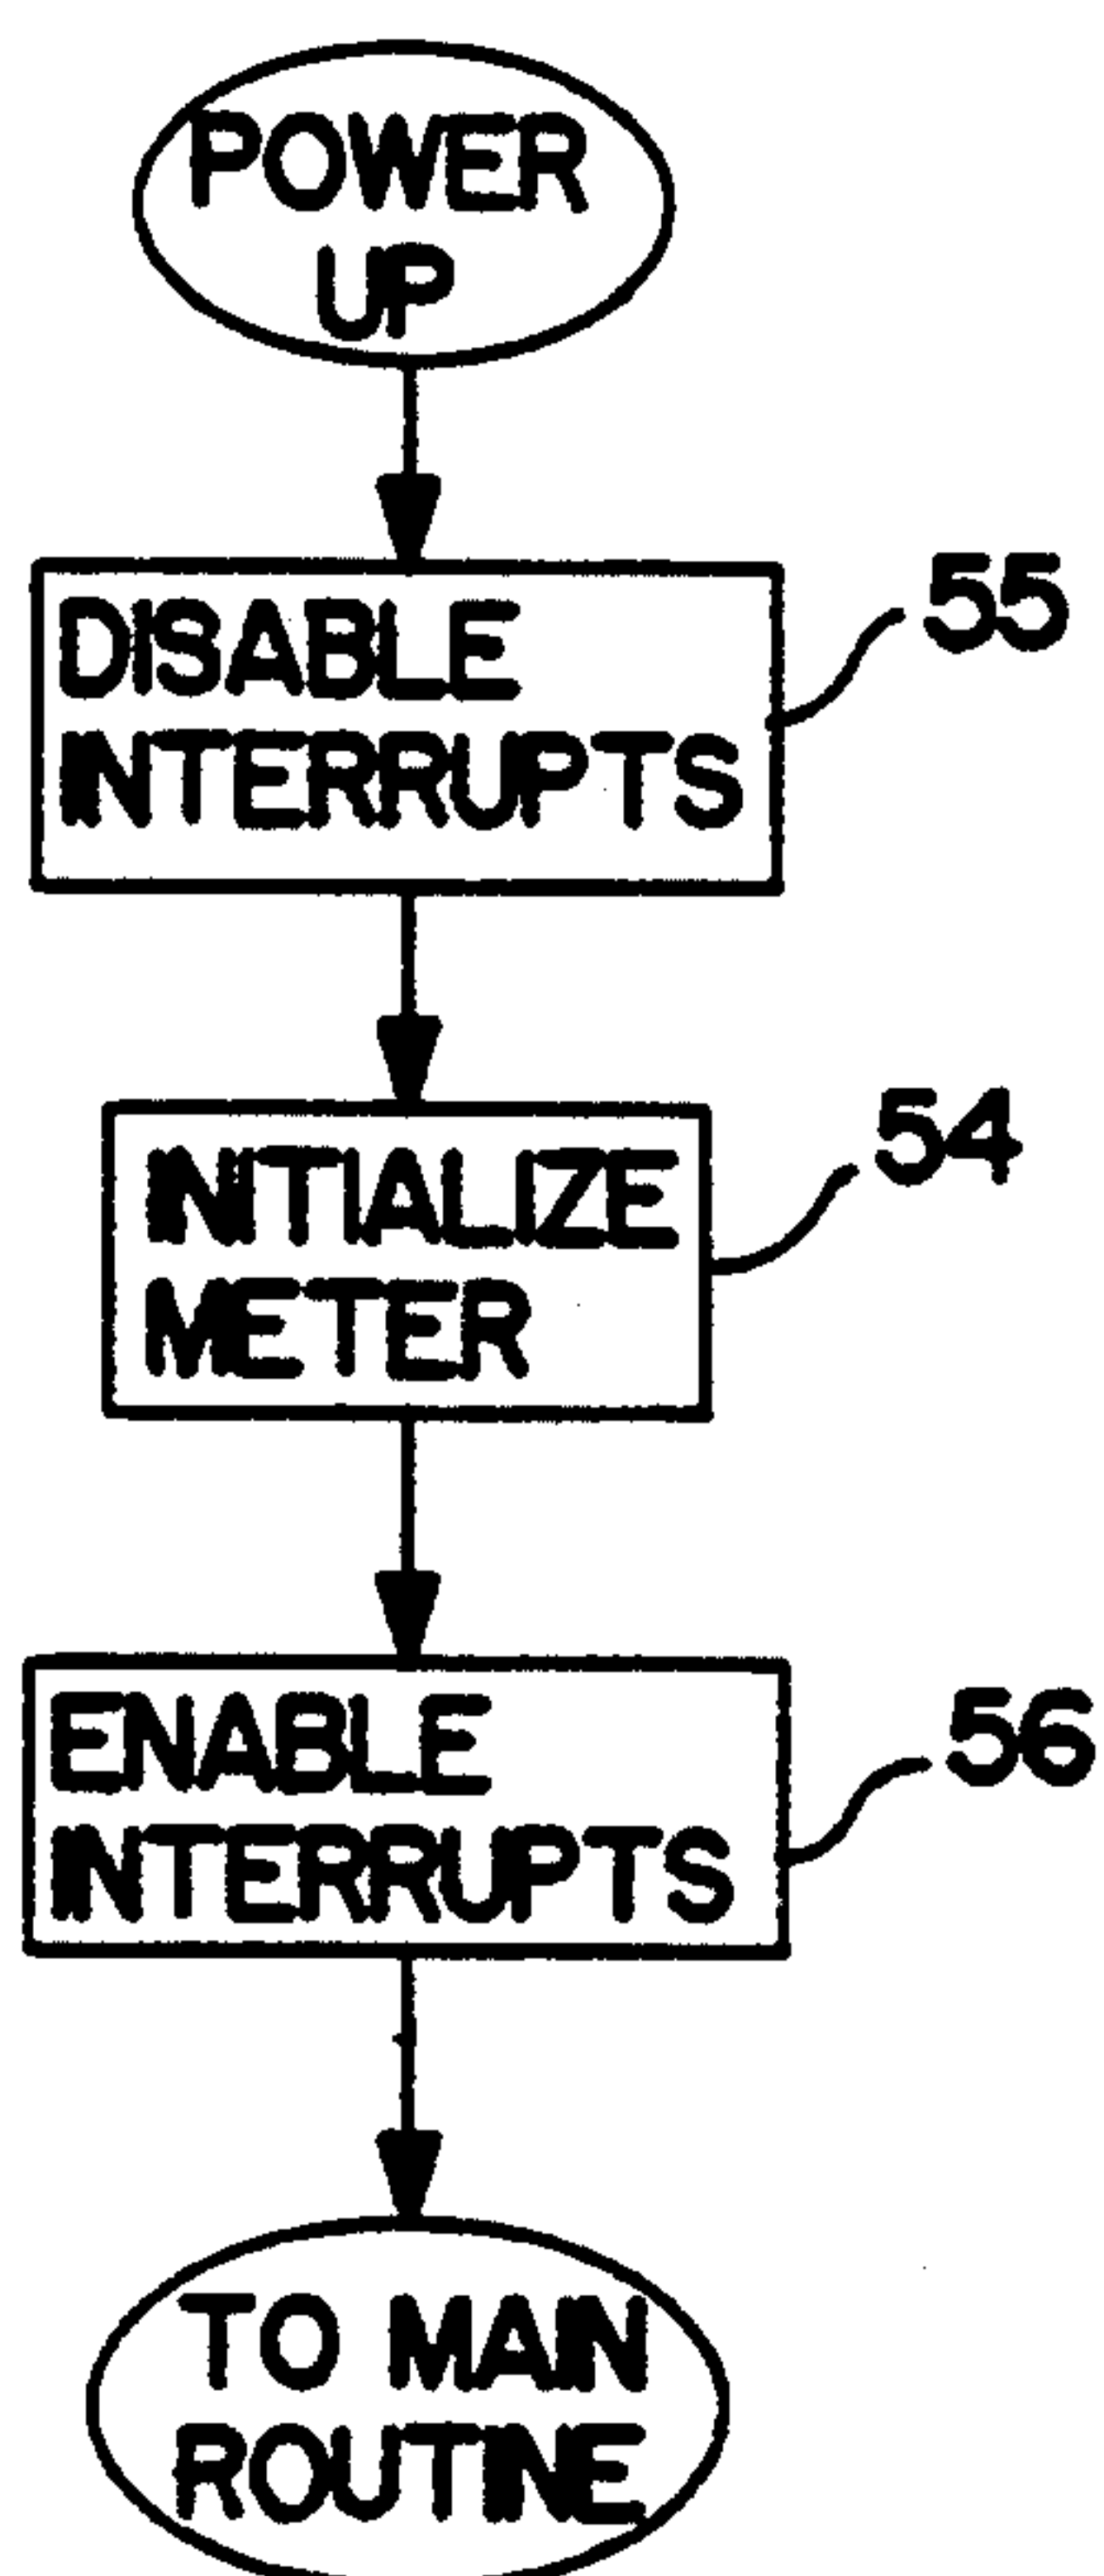 POWER
UP
DISABLE
INTERRUPTS
55
INITIALIZE
METER
54
ENABLE
INTERRUPTS
56
TO MAIN
ROUTINE